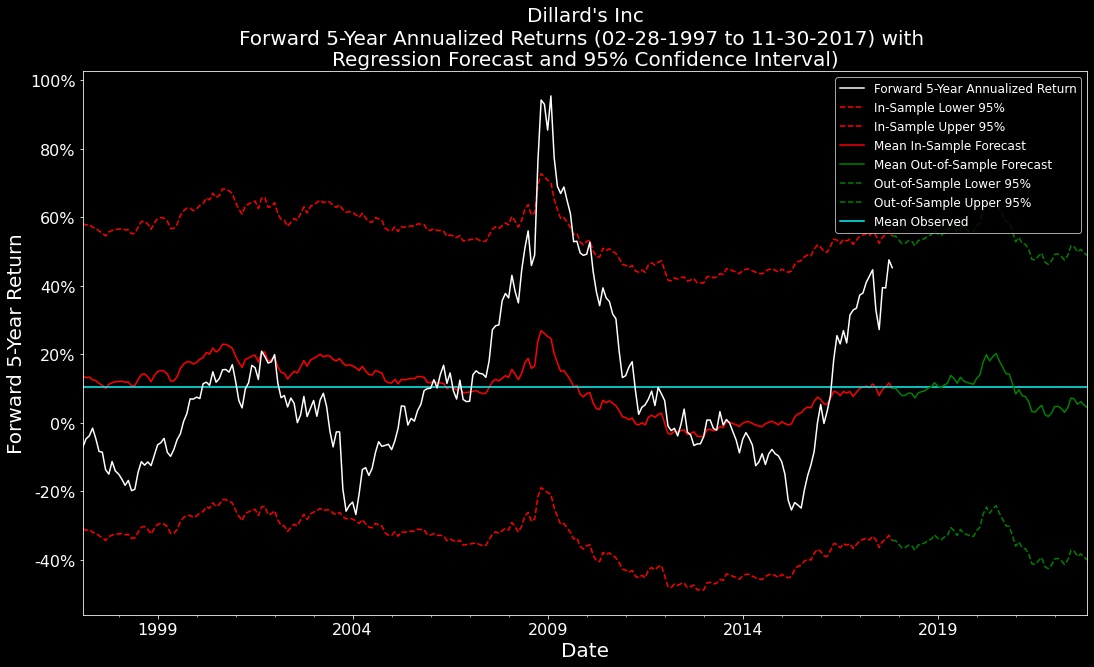 Dillard's Inc
Forward 5-Year Annualized Returns (02-28-1997 to 11-30-2017) with
Regression Forecast and 95% Confidence Interval)
100%
80%
60%
40%
20%
0%
-20%
-40%
Forward 5-Year Return
Forward 5-Year Annualized Return
In-Sample Lower 95%
In-Sample Upper 95%
Mean In-Sample Forecast
Mean Out-of-Sample Forecast
Out-of-Sample Lower 95%
Out-of-Sample Upper 95%
Mean Observed
1999 2004 2009 2014 2019
Date